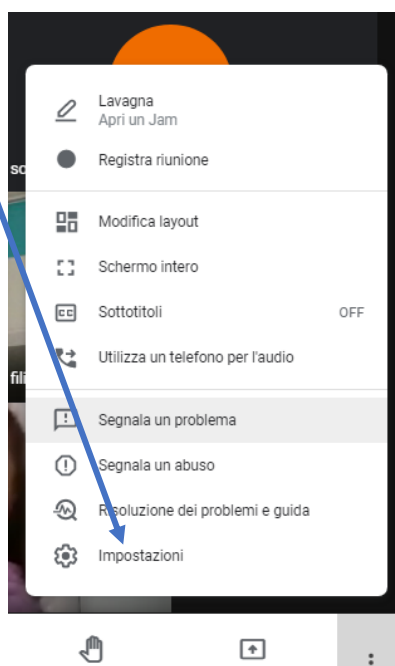 Lavagna
Apri un Jam
Registra riunione
Modifica layout
Schermo intero
Sottotitoli OFF
Utilizza un telefono per l'audio
Segnala un problema
Segnala un abuso
Risoluzione dei problemi e guida
Impostazioni